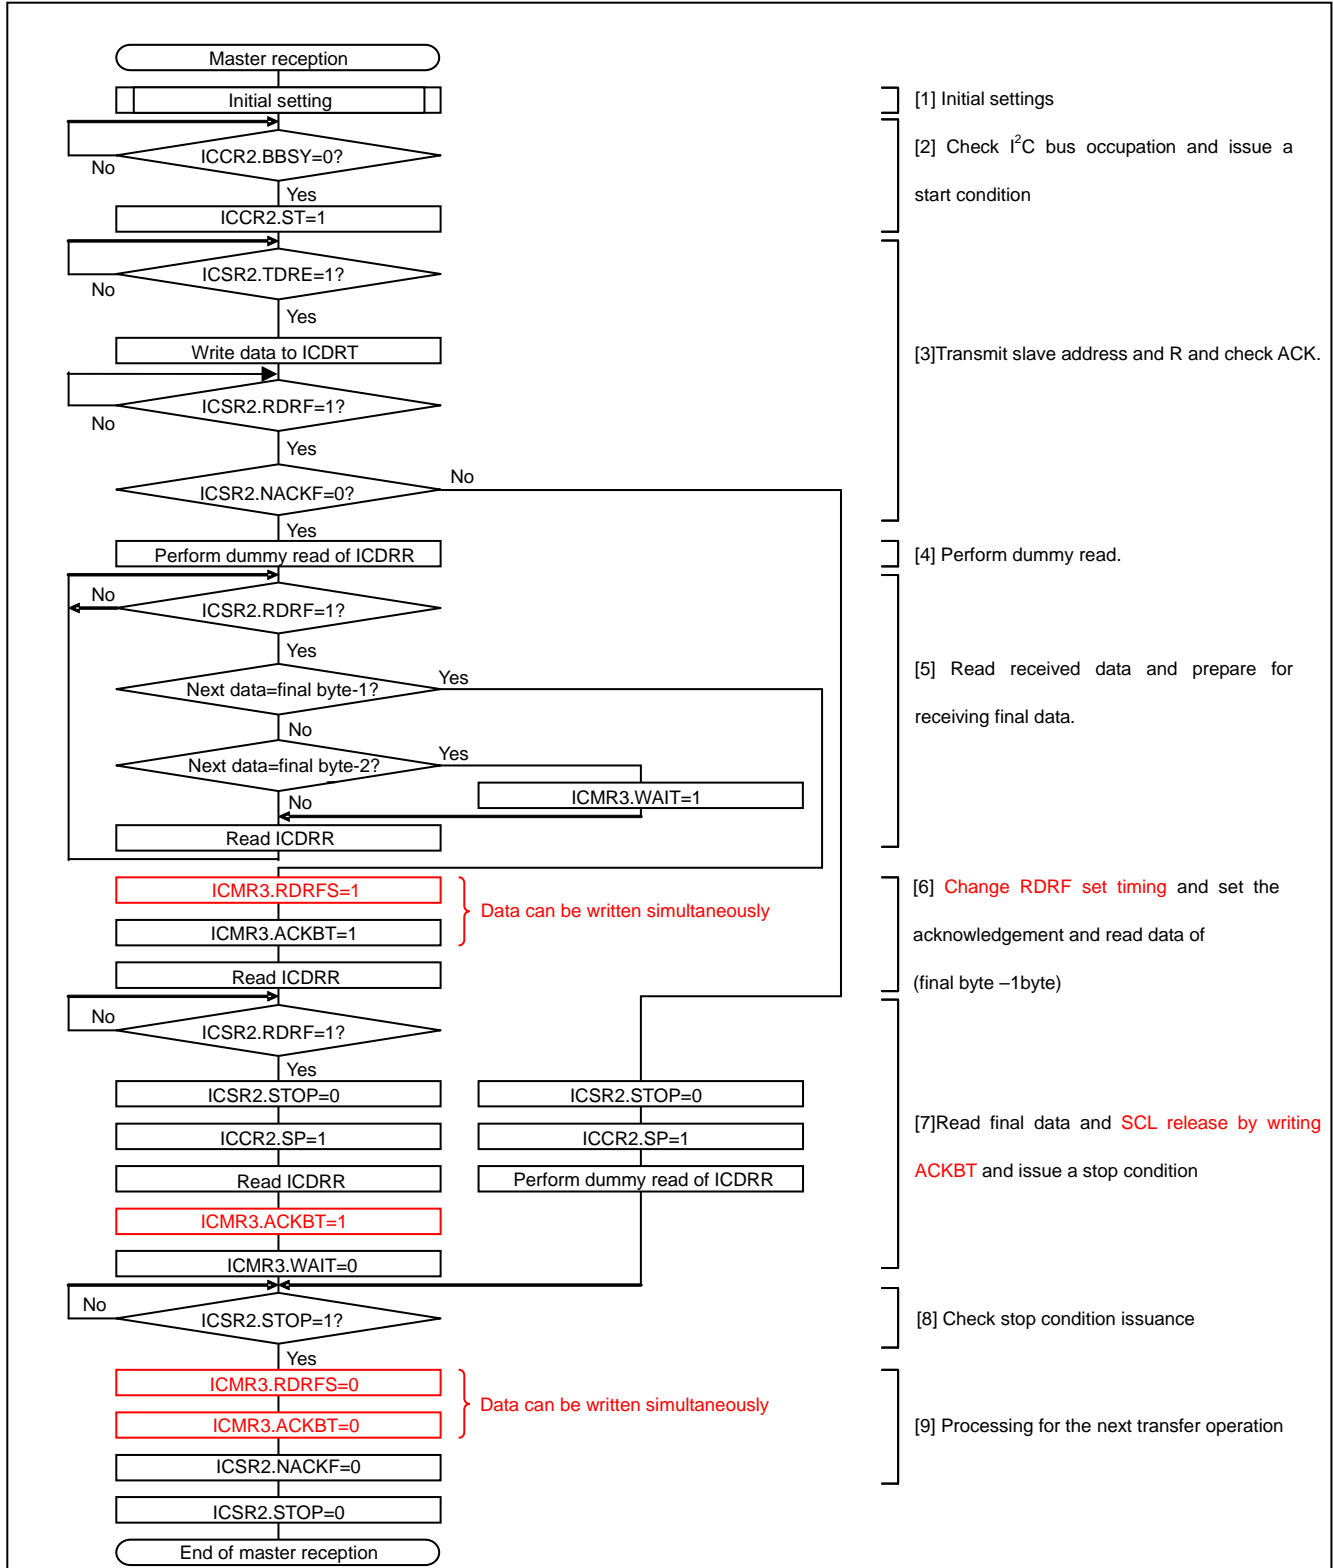 Master reception
Initial setting
[1] Initial settings
ICCR2.BBSY=0?
No
Yes
[2] Check I²C bus occupation and issue a
start condition
ICCR2.ST=1
ICSR2.TDRE=1?
No
Yes
Write data to ICDRT
[3]Transmit slave address and R and check ACK.
ICSR2.RDRF=1?
No
Yes
ICSR2.NACKF=0?
No
Yes
Perform dummy read of ICDRR
[4] Perform dummy read.
No
ICSR2.RDRF=1?
Yes
Next data=final byte-1?
Yes
No
[5] Read received data and prepare for
receiving final data.
Next data=final byte-2?
Yes
ICMR3.WAIT=1
No
Read ICDRR
ICMR3.RDRFS=1
Data can be written simultaneously
ICMR3.ACKBT=1
Read ICDRR
[6] Change RDRF set timing and set the
acknowledgement and read data of
(final byte –1byte)
No
ICSR2.RDRF=1?
Yes
ICSR2.STOP=0
ICSR2.STOP=0
ICCR2.SP=1
ICCR2.SP=1
Read ICDRR
Perform dummy read of ICDRR
[7]Read final data and SCL release by writing
ACKBT and issue a stop condition
ICMR3.ACKBT=1
ICMR3.WAIT=0
No
ICSR2.STOP=1?
Yes
[8] Check stop condition issuance
ICMR3.RDRFS=0
Data can be written simultaneously
ICMR3.ACKBT=0
[9] Processing for the next transfer operation
ICSR2.NACKF=0
ICSR2.STOP=0
End of master reception